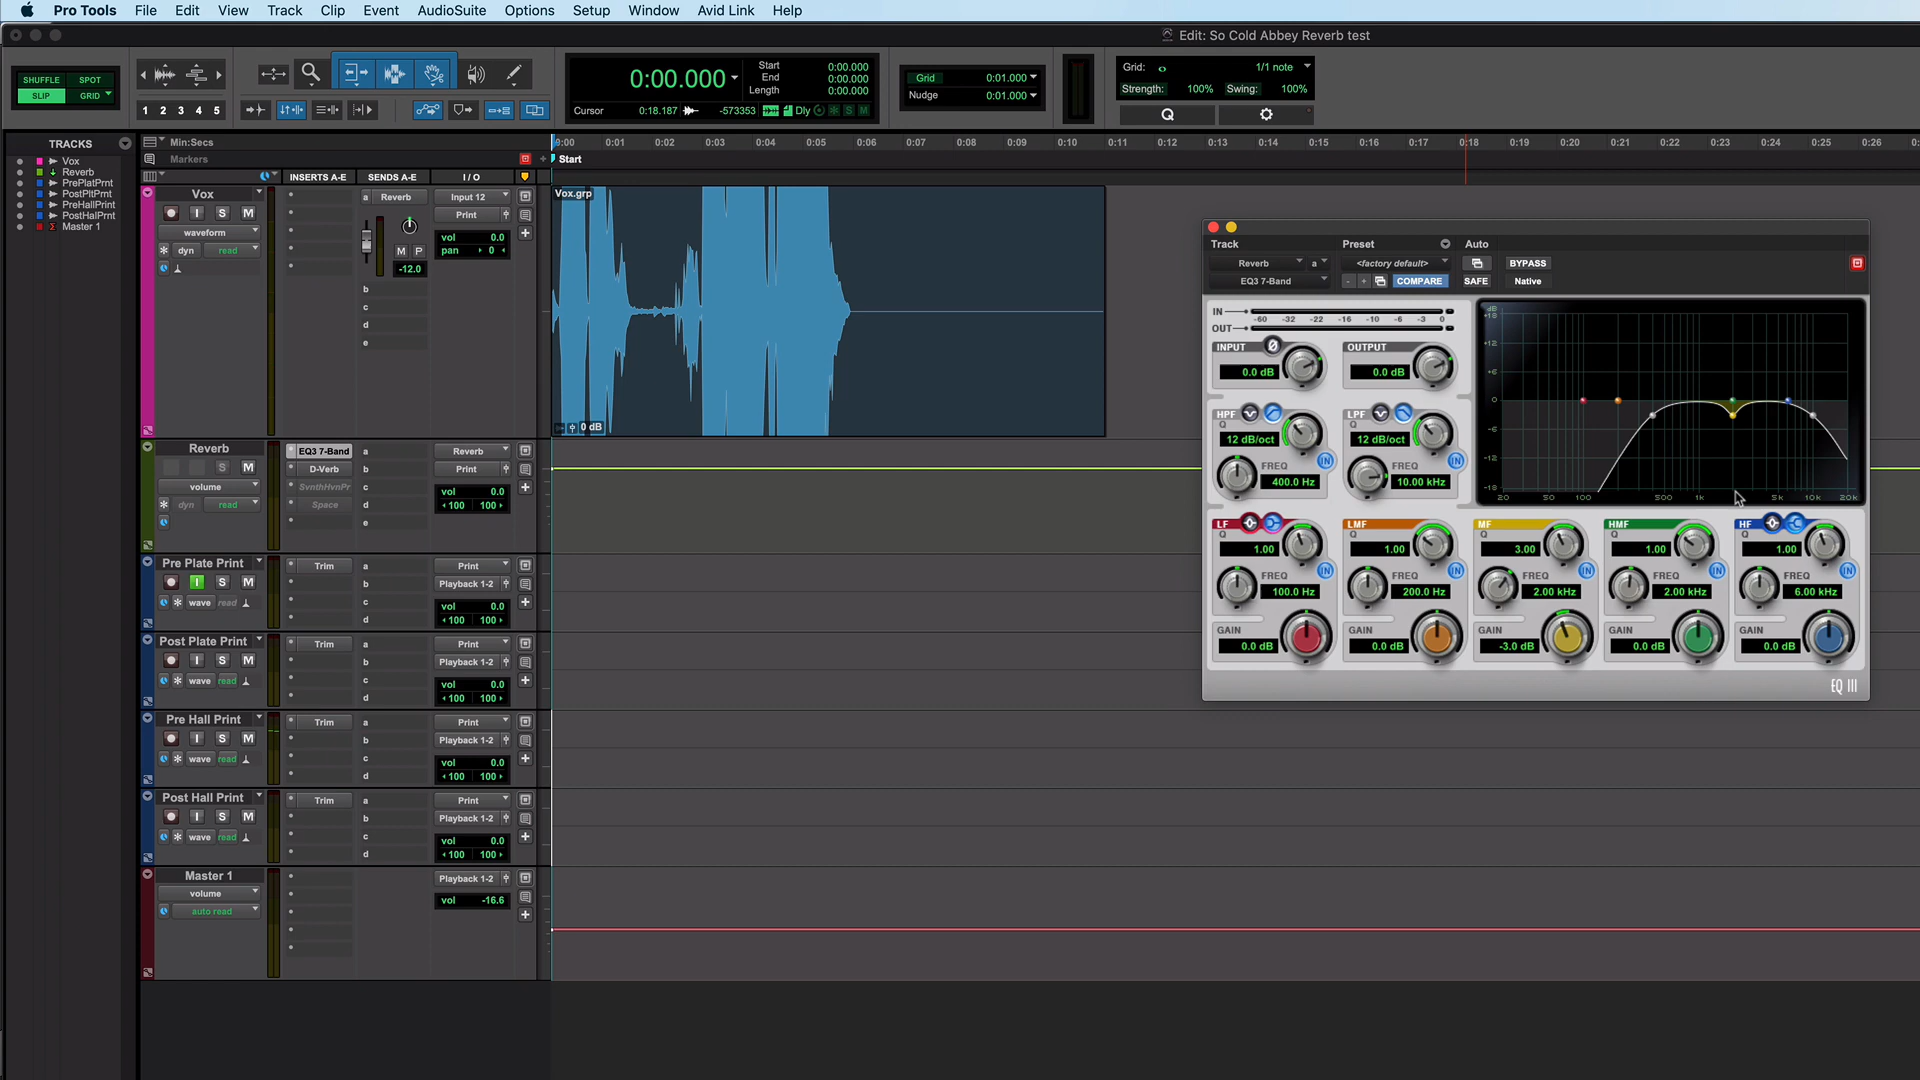 Pro Tools File Edit View Track Clip Event AudioSuite Options Setup Window Avid Link Help
Edit: So Cold Abbey Reverb test
SHUFFLE SPOT
SLIP GRID
1 2 3 4 5
0:00.000
Start 0:00.000
End 0:00.000
Length 0:00.000
Cursor 0:18.187 -573353 Dly S M
Grid 0:01.000
Nudge 0:01.000
Grid: 1/1 note
Strength: 100% Swing: 100%
Q
TRACKS
Vox
Reverb
PrePlatPrnt
PostPltPrnt
PreHallPrint
PostHalPrnt
Master 1
Min:Secs
0:00 0:01 0:02 0:03 0:04 0:05 0:06 0:07 0:08 0:09 0:10 0:11 0:12 0:13 0:14 0:15 0:16 0:17 0:18 0:19 0:20 0:21 0:22 0:23 0:24 0:25 0:26
Markers
Start
INSERTS A-E SENDS A-E I / O
Vox
I S M
waveform
dyn read
a Reverb
M P
-12.0
b
c
d
e
Input 12
Print
vol 0.0
pan 0
Vox.grp
0 dB
Reverb
S M
volume
dyn read
EQ3 7-Band
D-Verb
SynthHvnPr
Space
a
b
c
d
e
Reverb
Print
vol 0.0
100 100
Pre Plate Print
I S M
wave read
Trim
a
b
c
d
Print
Playback 1-2
vol 0.0
100 100
Post Plate Print
I S M
wave read
Trim
a
b
c
d
Print
Playback 1-2
vol 0.0
100 100
Pre Hall Print
I S M
wave read
Trim
a
b
c
d
Print
Playback 1-2
vol 0.0
100 100
Post Hall Print
I S M
wave read
Trim
a
b
c
d
Print
Playback 1-2
vol 0.0
100 100
Master 1
volume
auto read
Playback 1-2
vol -16.6
Track Preset Auto
Reverb a <factory default> BYPASS
EQ3 7-Band - + COMPARE SAFE Native
IN
-60 -32 -22 -16 -10 -6 -3 0
OUT
INPUT OUTPUT
0.0 dB 0.0 dB
HPF LPF
Q Q
12 dB/oct 12 dB/oct
IN IN
FREQ FREQ
400.0 Hz 10.00 kHz
dB
+18
+12
+6
0
-6
-12
-18
20 50 100 500 1k 5k 10k 20k
LF LMF MF HMF HF
Q Q Q Q Q
1.00 1.00 3.00 1.00 1.00
IN IN IN IN IN
FREQ FREQ FREQ FREQ FREQ
100.0 Hz 200.0 Hz 2.00 kHz 2.00 kHz 6.00 kHz
GAIN GAIN GAIN GAIN GAIN
0.0 dB 0.0 dB -3.0 dB 0.0 dB 0.0 dB
EQ III